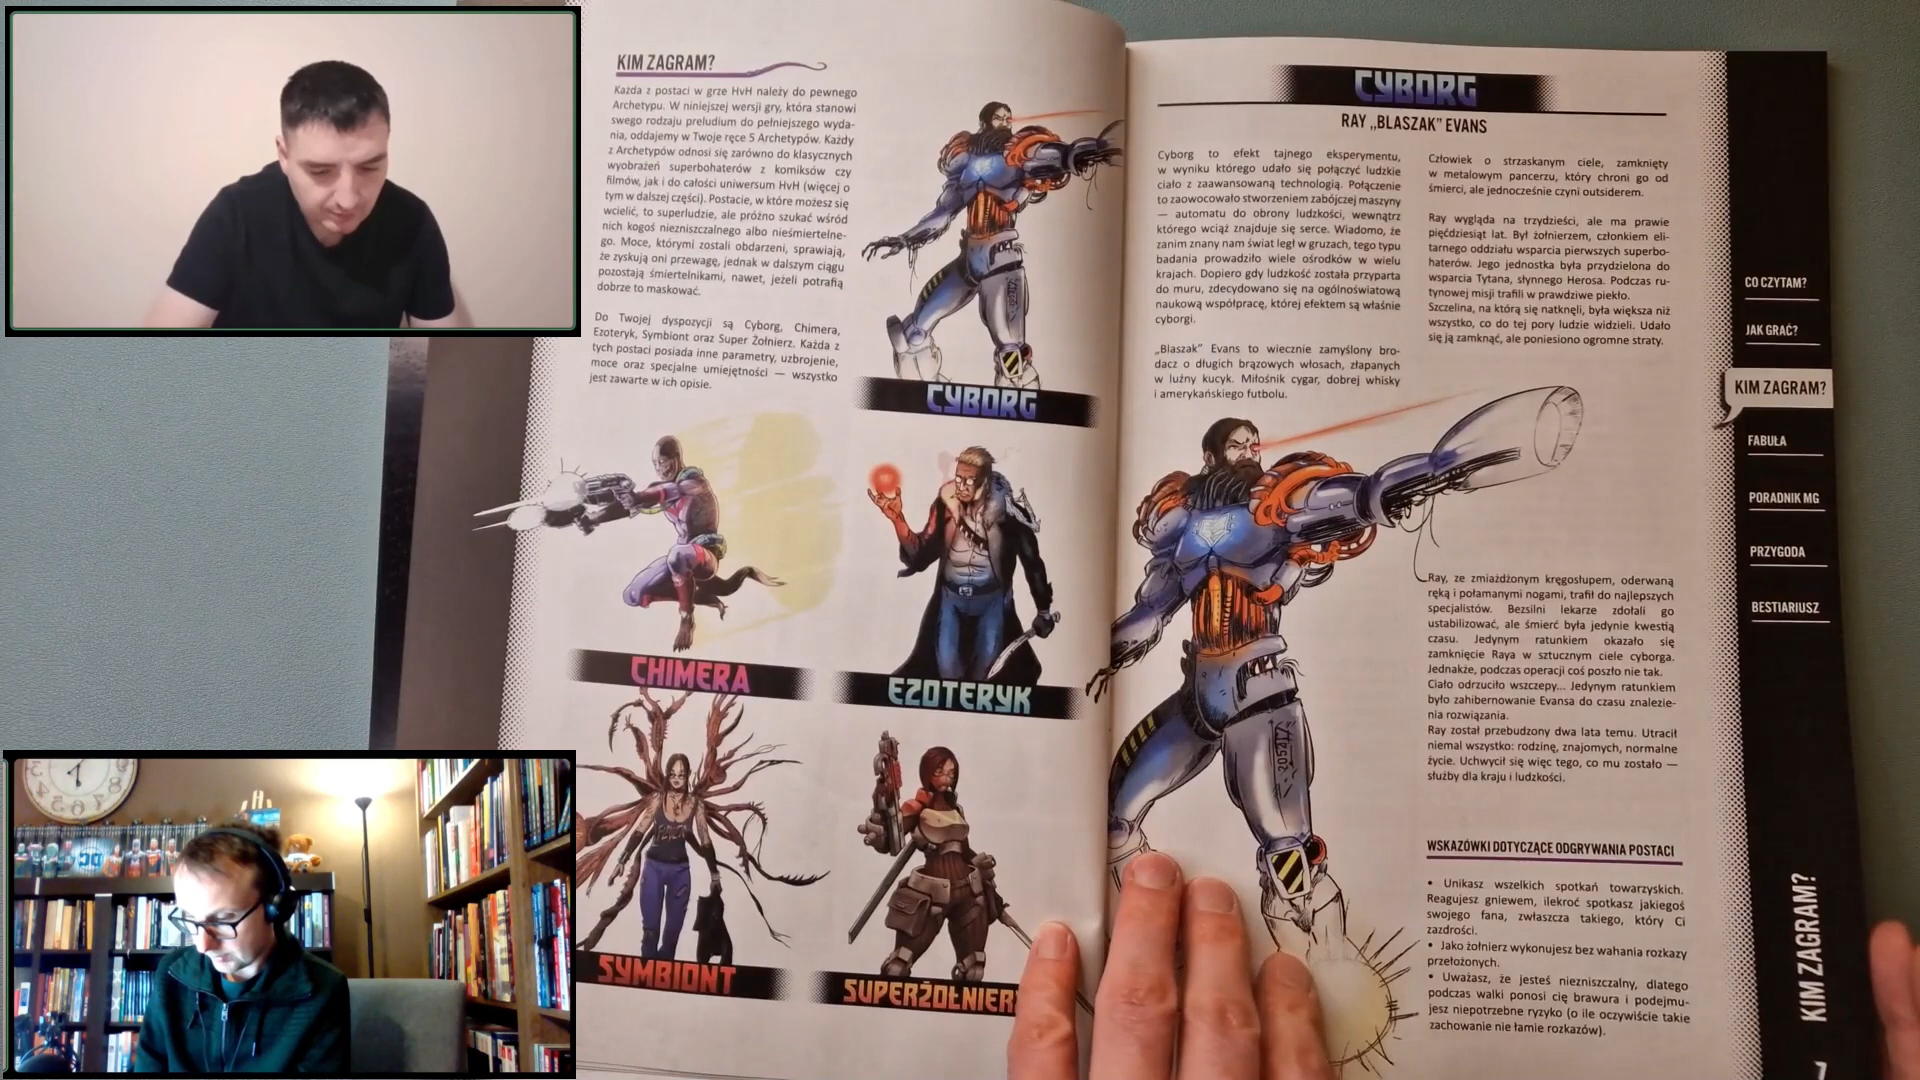 KIM ZAGRAM?
Każda z postaci w grze HvH należy do pewnego
Archetypu. W niniejszej wersji gry, która stanowi
swego rodzaju preludium do pełniejszego wyda-
nia, oddajemy w Twoje ręce 5 Archetypów. Każdy
z Archetypów odnosi się zarówno do klasycznych
wyobrażeń superbohaterów z komiksów czy
filmów, jak i do całości uniwersum HvH (więcej o
tym w dalszej części). Postacie, w które możesz się
wcielić, to superludzie, ale próżno szukać wśród
nich kogoś niezniszczalnego albo nieśmiertelne-
go. Moce, którymi zostali obdarzeni, sprawiają,
że zyskują oni przewagę, jednak w dalszym ciągu
pozostają śmiertelnikami, nawet, jeżeli potrafią
dobrze to maskować.
Do Twojej dyspozycji są Cyborg, Chimera,
Ezoteryk, Symbiont oraz Super Żołnierz. Każda z
tych postaci posiada inne parametry, uzbrojenie,
moce oraz specjalne umiejętności — wszystko
jest zawarte w ich opisie.
CYBORG
CHIMERA
EZOTERYK
SYMBIONT
SUPERŻOŁNIERZ
CYBORG
RAY „BLASZAK” EVANS
Cyborg to efekt tajnego eksperymentu,
w wyniku którego udało się połączyć ludzkie
ciało z zaawansowaną technologią. Połączenie
to zaowocowało stworzeniem zabójczej maszyny
— automatu do obrony ludzkości, wewnątrz
którego wciąż znajduje się serce. Wiadomo, że
zanim znany nam świat legł w gruzach, tego typu
badania prowadziło wiele ośrodków w wielu
krajach. Dopiero gdy ludzkość została przyparta
do muru, zdecydowano się na ogólnoświatową
naukową współpracę, której efektem są właśnie
cyborgi.
„Blaszak” Evans to wiecznie zamyślony bro-
dacz o długich brązowych włosach, złapanych
w luźny kucyk. Miłośnik cygar, dobrej whisky
i amerykańskiego futbolu.
Człowiek o strzaskanym ciele, zamknięty
w metalowym pancerzu, który chroni go od
śmierci, ale jednocześnie czyni outsiderem.
Ray wygląda na trzydzieści, ale ma prawie
pięćdziesiąt lat. Był żołnierzem, członkiem eli-
tarnego oddziału wsparcia pierwszych superbo-
haterów. Jego jednostka była przydzielona do
wsparcia Tytana, słynnego Herosa. Podczas ru-
tynowej misji trafili w prawdziwe piekło.
Szczelina, na którą się natknęli, była większa niż
wszystko, co do tej pory ludzie widzieli. Udało
się ją zamknąć, ale poniesiono ogromne straty.
Ray, ze zmiażdżonym kręgosłupem, oderwaną
ręką i połamanymi nogami, trafił do najlepszych
specjalistów. Bezsilni lekarze zdołali go
ustabilizować, ale śmierć była jedynie kwestią
czasu. Jedynym ratunkiem okazało się
zamknięcie Raya w sztucznym ciele cyborga.
Jednakże, podczas operacji coś poszło nie tak.
Ciało odrzuciło wszczepy... Jedynym ratunkiem
było zahibernowanie Evansa do czasu znalezie-
nia rozwiązania.
Ray został przebudzony dwa lata temu. Utracił
niemal wszystko: rodzinę, znajomych, normalne
życie. Uchwycił się więc tego, co mu zostało —
służby dla kraju i ludzkości.
WSKAZÓWKI DOTYCZĄCE ODGRYWANIA POSTACI
• Unikasz wszelkich spotkań towarzyskich.
Reagujesz gniewem, ilekroć spotkasz jakiegoś
swojego fana, zwłaszcza takiego, który Ci
zazdrości.
• Jako żołnierz wykonujesz bez wahania rozkazy
przełożonych.
• Uważasz, że jesteś niezniszczalny, dlatego
podczas walki ponosi cię brawura i podejmu-
jesz niepotrzebne ryzyko (o ile oczywiście takie
zachowanie nie łamie rozkazów).
CO CZYTAM?
JAK GRAĆ?
KIM ZAGRAM?
FABUŁA
PORADNIK MG
PRZYGODA
BESTIARIUSZ
KIM ZAGRAM?
7
DC